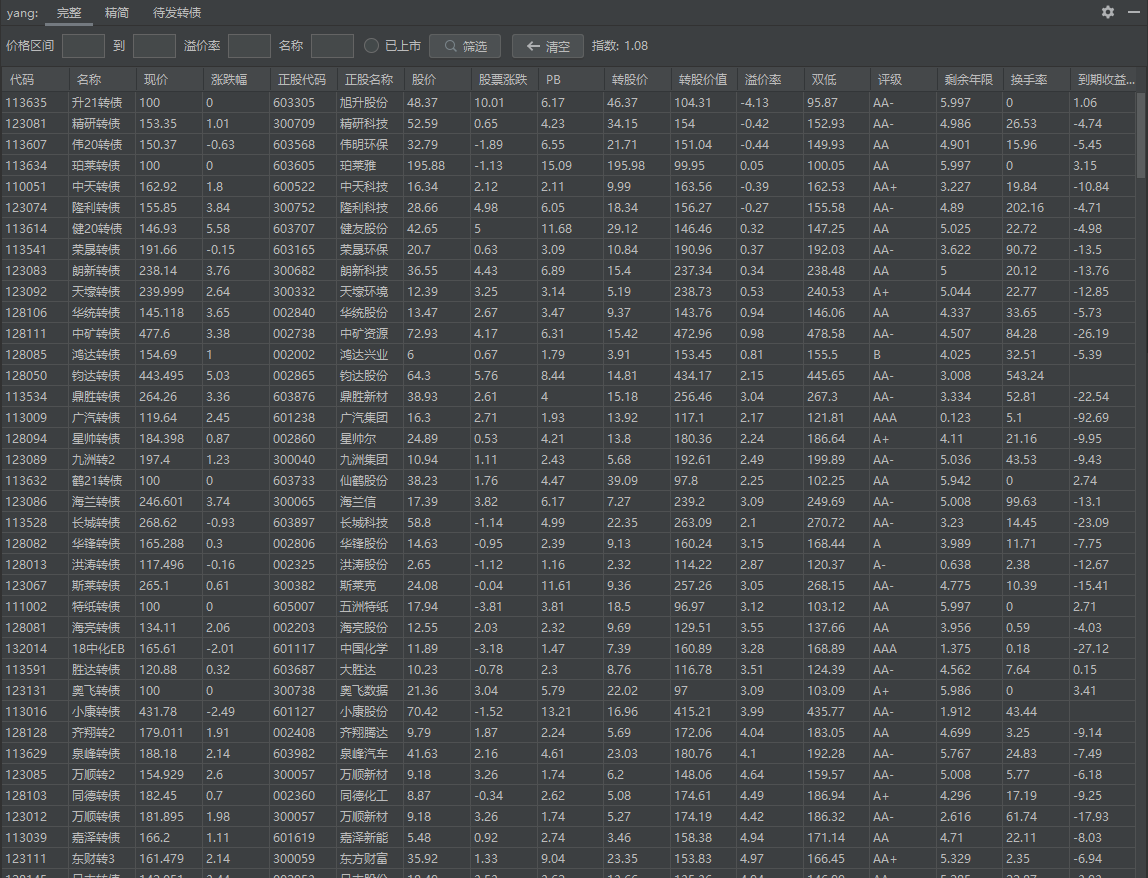 yang: 完整 精简 待发转债
价格区间 到 溢价率 名称 已上市 筛选 清空 指数: 1.08
代码 名称 现价 涨跌幅 正股代码 正股名称 股价 股票涨跌 PB 转股价 转股价值 溢价率 双低 评级 剩余年限 换手率 到期收益...
113635 升21转债 100 0 603305 旭升股份 48.37 10.01 6.17 46.37 104.31 -4.13 95.87 AA- 5.997 0 1.06
123081 精研转债 153.35 1.01 300709 精研科技 52.59 0.65 4.23 34.15 154 -0.42 152.93 AA- 4.986 26.53 -4.74
113607 伟20转债 150.37 -0.63 603568 伟明环保 32.79 -1.89 6.55 21.71 151.04 -0.44 149.93 AA 4.901 15.96 -5.45
113634 珀莱转债 100 0 603605 珀莱雅 195.88 -1.13 15.09 195.98 99.95 0.05 100.05 AA 5.997 0 3.15
110051 中天转债 162.92 1.8 600522 中天科技 16.34 2.12 2.11 9.99 163.56 -0.39 162.53 AA+ 3.227 19.84 -10.84
123074 隆利转债 155.85 3.84 300752 隆利科技 28.66 4.98 6.05 18.34 156.27 -0.27 155.58 AA- 4.89 202.16 -4.71
113614 健20转债 146.93 5.58 603707 健友股份 42.65 5 11.68 29.12 146.46 0.32 147.25 AA 5.025 22.72 -4.98
113541 荣晟转债 191.66 -0.15 603165 荣晟环保 20.7 0.63 3.09 10.84 190.96 0.37 192.03 AA- 3.622 90.72 -13.5
123083 朗新转债 238.14 3.76 300682 朗新科技 36.55 4.43 6.89 15.4 237.34 0.34 238.48 AA 5 20.12 -13.76
123092 天壕转债 239.999 2.64 300332 天壕环境 12.39 3.25 3.14 5.19 238.73 0.53 240.53 A+ 5.044 22.77 -12.85
128106 华统转债 145.118 3.65 002840 华统股份 13.47 2.67 3.47 9.37 143.76 0.94 146.06 AA 4.337 33.65 -5.73
128111 中矿转债 477.6 3.38 002738 中矿资源 72.93 4.17 6.31 15.42 472.96 0.98 478.58 AA- 4.507 84.28 -26.19
128085 鸿达转债 154.69 1 002002 鸿达兴业 6 0.67 1.79 3.91 153.45 0.81 155.5 B 4.025 32.51 -5.39
128050 钧达转债 443.495 5.03 002865 钧达股份 64.3 5.76 8.44 14.81 434.17 2.15 445.65 AA- 3.008 543.24
113534 鼎胜转债 264.26 3.36 603876 鼎胜新材 38.93 2.61 4 15.18 256.46 3.04 267.3 AA- 3.334 52.81 -22.54
113009 广汽转债 119.64 2.45 601238 广汽集团 16.3 2.71 1.93 13.92 117.1 2.17 121.81 AAA 0.123 5.1 -92.69
128094 星帅转债 184.398 0.87 002860 星帅尔 24.89 0.53 4.21 13.8 180.36 2.24 186.64 A+ 4.11 21.16 -9.95
123089 九洲转2 197.4 1.23 300040 九洲集团 10.94 1.11 2.43 5.68 192.61 2.49 199.89 AA- 5.036 43.53 -9.43
113632 鹤21转债 100 0 603733 仙鹤股份 38.23 1.76 4.47 39.09 97.8 2.25 102.25 AA 5.942 0 2.74
123086 海兰转债 246.601 3.74 300065 海兰信 17.39 3.82 6.17 7.27 239.2 3.09 249.69 AA- 5.008 99.63 -13.1
113528 长城转债 268.62 -0.93 603897 长城科技 58.8 -1.14 4.99 22.35 263.09 2.1 270.72 AA- 3.23 14.45 -23.09
128082 华锋转债 165.288 0.3 002806 华锋股份 14.63 -0.95 2.39 9.13 160.24 3.15 168.44 A 3.989 11.71 -7.75
128013 洪涛转债 117.496 -0.16 002325 洪涛股份 2.65 -1.12 1.16 2.32 114.22 2.87 120.37 A- 0.638 2.38 -12.67
123067 斯莱转债 265.1 0.61 300382 斯莱克 24.08 -0.04 11.61 9.36 257.26 3.05 268.15 AA- 4.775 10.39 -15.41
111002 特纸转债 100 0 605007 五洲特纸 17.94 -3.81 3.81 18.5 96.97 3.12 103.12 AA 5.997 0 2.71
128081 海亮转债 134.11 2.06 002203 海亮股份 12.55 2.03 2.32 9.69 129.51 3.55 137.66 AA 3.956 0.59 -4.03
132014 18中化EB 165.61 -2.01 601117 中国化学 11.89 -3.18 1.47 7.39 160.89 3.28 168.89 AAA 1.375 0.18 -27.12
113591 胜达转债 120.88 0.32 603687 大胜达 10.23 -0.78 2.3 8.76 116.78 3.51 124.39 AA- 4.562 7.64 0.15
123131 奥飞转债 100 0 300738 奥飞数据 21.36 3.04 5.79 22.02 97 3.09 103.09 A+ 5.986 0 3.41
113016 小康转债 431.78 -2.49 601127 小康股份 70.42 -1.52 13.21 16.96 415.21 3.99 435.77 AA- 1.912 43.44
128128 齐翔转2 179.011 1.91 002408 齐翔腾达 9.79 1.87 2.24 5.69 172.06 4.04 183.05 AA 4.699 3.25 -9.14
113629 泉峰转债 188.18 2.14 603982 泉峰汽车 41.63 2.16 4.61 23.03 180.76 4.1 192.28 AA- 5.767 24.83 -7.49
123085 万顺转2 154.929 2.6 300057 万顺新材 9.18 3.26 1.74 6.2 148.06 4.64 159.57 AA- 5.008 5.77 -6.18
128103 同德转债 182.45 0.7 002360 同德化工 8.87 -0.34 2.62 5.08 174.61 4.49 186.94 A+ 4.296 17.19 -9.25
123012 万顺转债 181.895 1.98 300057 万顺新材 9.18 3.26 1.74 5.27 174.19 4.42 186.32 AA- 2.616 61.74 -17.93
113039 嘉泽转债 166.2 1.11 601619 嘉泽新能 5.48 0.92 2.74 3.46 158.38 4.94 171.14 AA 4.71 22.11 -8.03
123111 东财转3 161.479 2.14 300059 东方财富 35.92 1.33 9.04 23.35 153.83 4.97 166.45 AA+ 5.329 2.35 -6.94